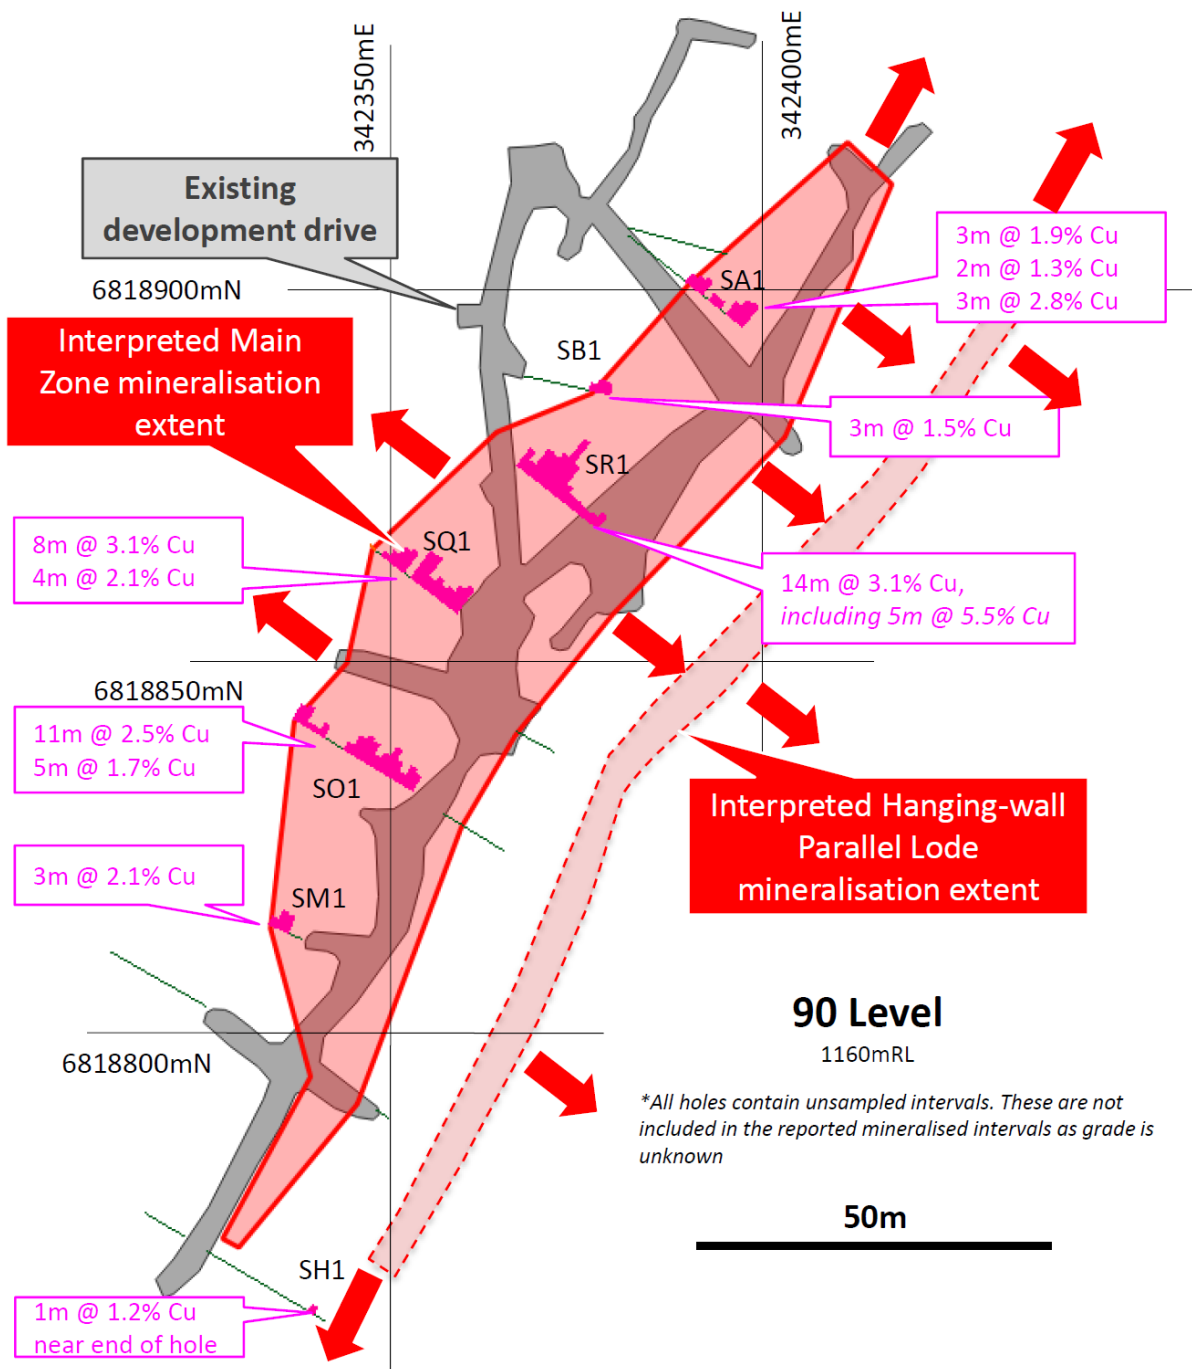 342350mE
342400mE
Existing
development drive
3m @ 1.9% Cu
2m @ 1.3% Cu
3m @ 2.8% Cu
SA1
6818900mN
Interpreted Main
Zone mineralisation
extent
SB1
3m @ 1.5% Cu
SR1
8m @ 3.1% Cu
4m @ 2.1% Cu
SQ1
14m @ 3.1% Cu,
including 5m @ 5.5% Cu
6818850mN
11m @ 2.5% Cu
5m @ 1.7% Cu
SO1
Interpreted Hanging-wall
Parallel Lode
mineralisation extent
3m @ 2.1% Cu
SM1
90 Level
1160mRL
6818800mN
*All holes contain unsampled intervals. These are not
included in the reported mineralised intervals as grade is
unknown
50m
SH1
1m @ 1.2% Cu
near end of hole